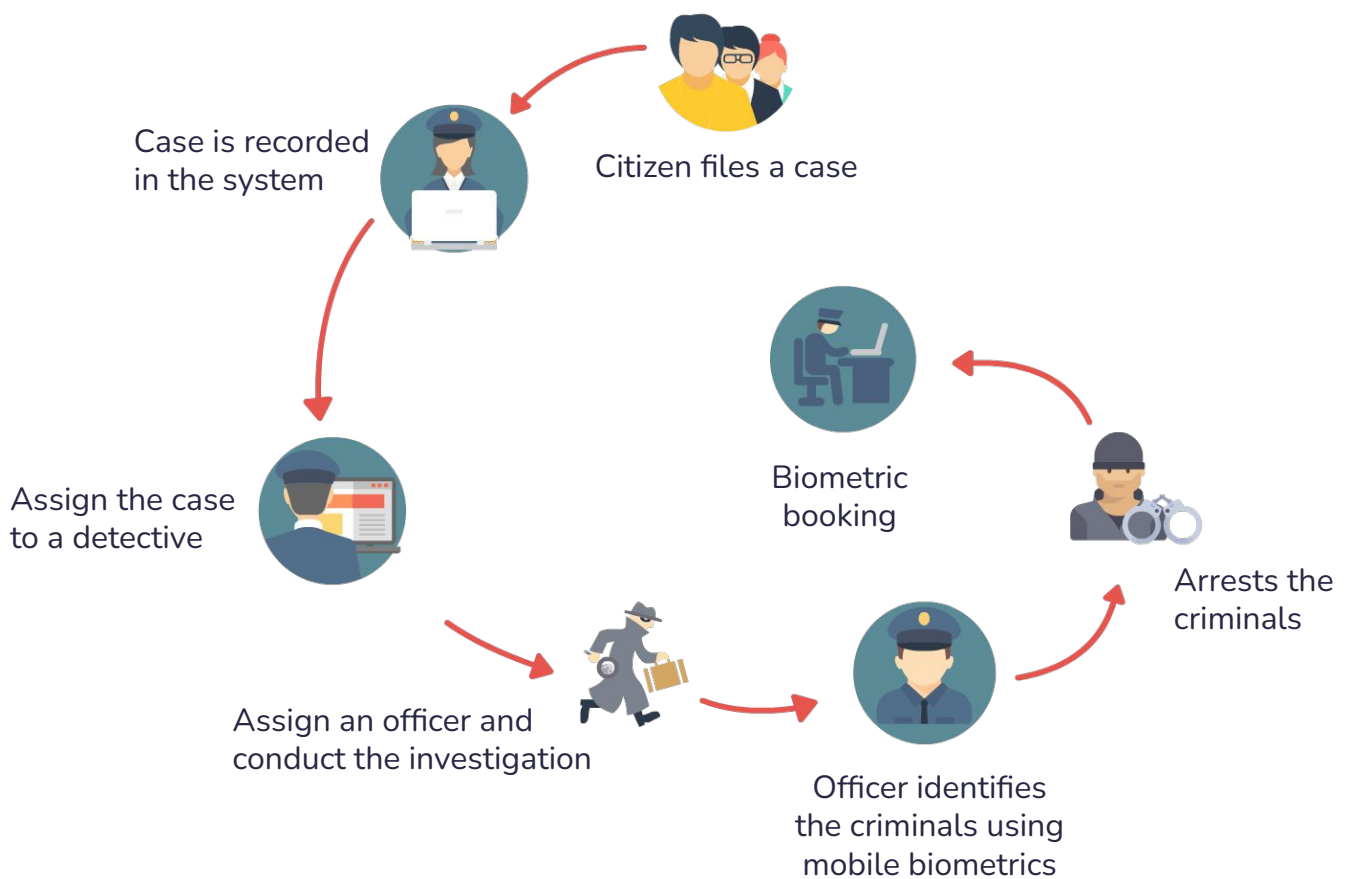 Citizen files a case
Case is recorded
in the system
Assign the case
to a detective
Assign an officer and
conduct the investigation
Officer identifies
the criminals using
mobile biometrics
Arrests the
criminals
Biometric
booking